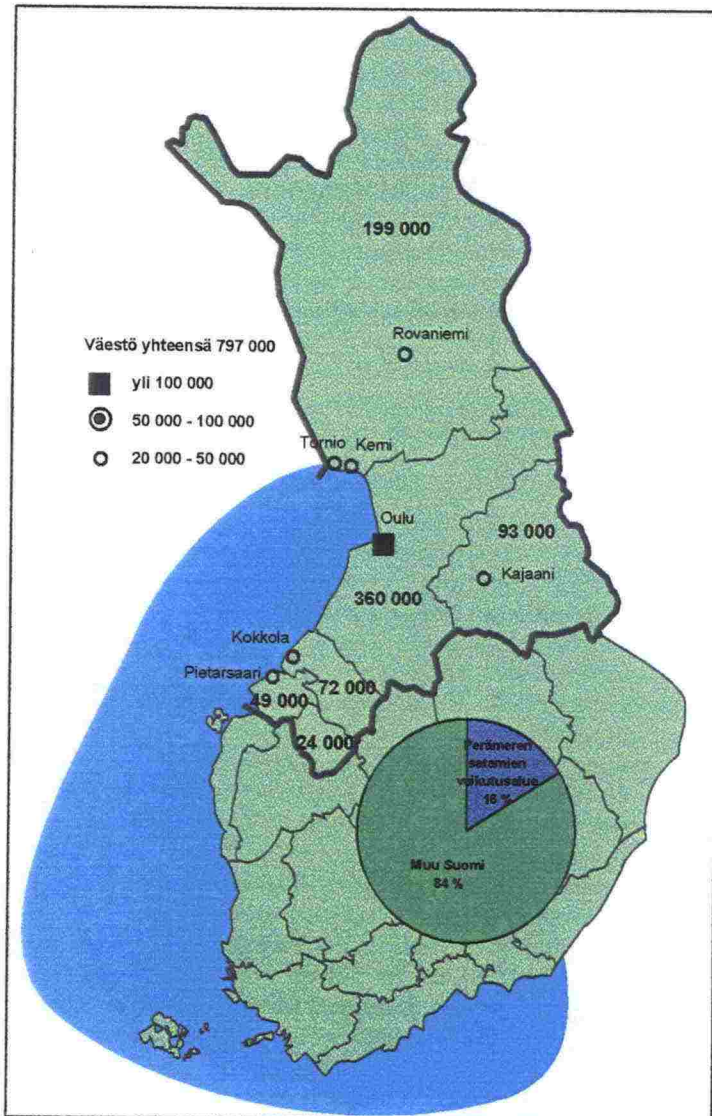 199 000
Rovaniemi
Väestö yhteensä 797 000
yli 100 000
50 000 - 100 000
20 000 - 50 000
Tornio
Kemi
Oulu
93 000
Kajaani
360 000
Kokkola
Pietarsaari
72 000
49 000
24 000
Perämeren
satamien
vaikutusalue
16 %
Muu Suomi
84 %